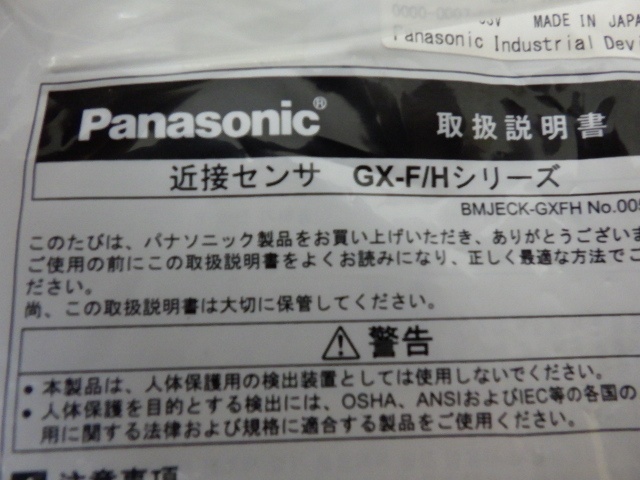 MADE IN JAPA
Panasonic Industrial Devi
Panasonic® 取扱説明書
近接センサ GX-F/Hシリーズ
BMJECK-GXFH No.005
このたびは、パナソニック製品をお買い上げいただき、ありがとうございま
ご使用の前にこの取扱説明書をよくお読みになり、正しく最適な方法でご
ださい。
尚、この取扱説明書は大切に保管してください。
⚠ 警告
● 本製品は、人体保護用の検出装置としては使用しないでください。
● 人体保護を目的とする検出には、OSHA、ANSIおよびIEC等の各国の
用に関する法律および規格に適合する製品をご使用ください。
注意事項